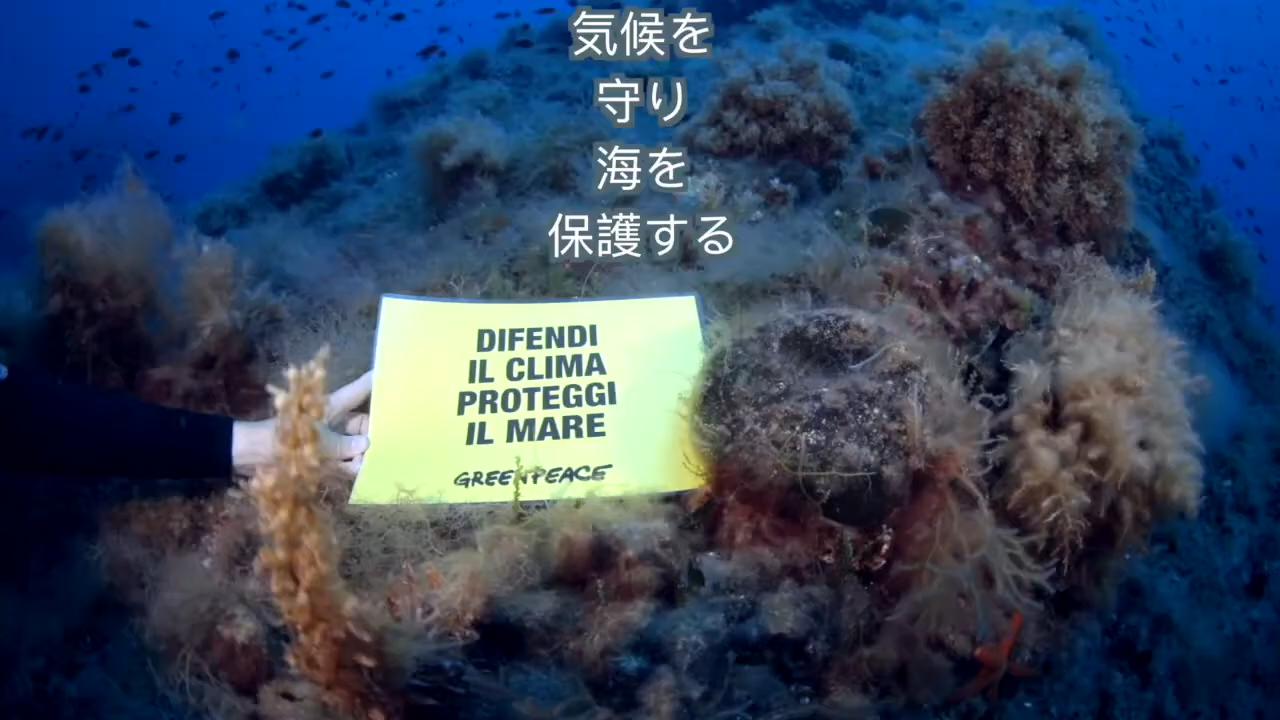 気候を
守り
海を
保護する
DIFENDI
IL CLIMA
PROTEGGI
IL MARE
GREENPEACE